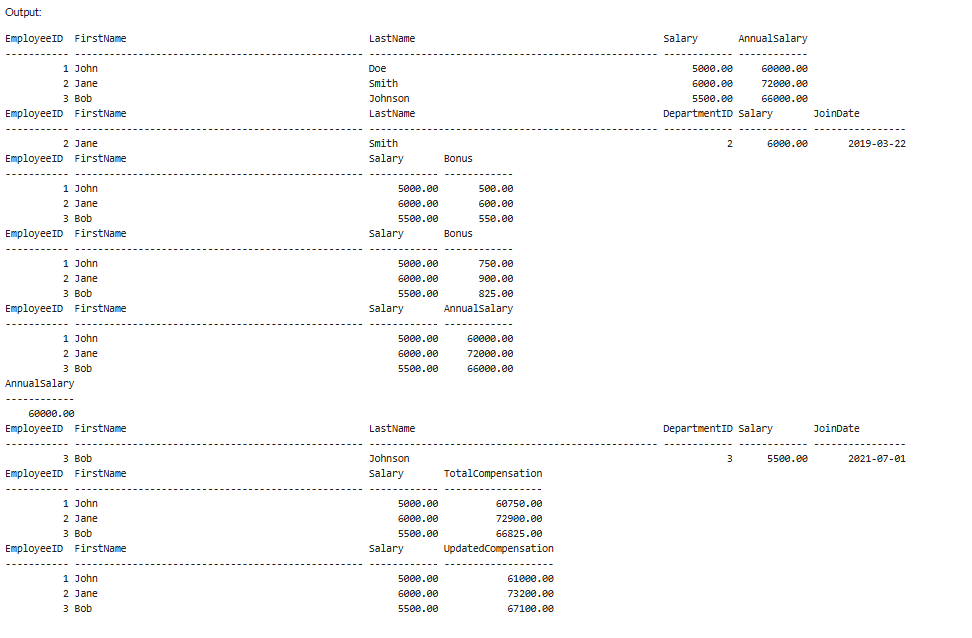 Output:
EmployeeID  FirstName                                          LastName                                           Salary       AnnualSalary
----------- -------------------------------------------------- -------------------------------------------------- ------------ ------------
          1 John                                               Doe                                                     5000.00     60000.00
          2 Jane                                               Smith                                                   6000.00     72000.00
          3 Bob                                                Johnson                                                 5500.00     66000.00
EmployeeID  FirstName                                          LastName                                           DepartmentID Salary       JoinDate
----------- -------------------------------------------------- -------------------------------------------------- ------------ ------------ ----------------
          2 Jane                                               Smith                                                         2      6000.00       2019-03-22
EmployeeID  FirstName                                          Salary       Bonus
----------- -------------------------------------------------- ------------ ------------
          1 John                                                    5000.00       500.00
          2 Jane                                                    6000.00       600.00
          3 Bob                                                     5500.00       550.00
EmployeeID  FirstName                                          Salary       Bonus
----------- -------------------------------------------------- ------------ ------------
          1 John                                                    5000.00       750.00
          2 Jane                                                    6000.00       900.00
          3 Bob                                                     5500.00       825.00
EmployeeID  FirstName                                          Salary       AnnualSalary
----------- -------------------------------------------------- ------------ ------------
          1 John                                                    5000.00     60000.00
          2 Jane                                                    6000.00     72000.00
          3 Bob                                                     5500.00     66000.00
AnnualSalary
------------
    60000.00
EmployeeID  FirstName                                          LastName                                           DepartmentID Salary       JoinDate
----------- -------------------------------------------------- -------------------------------------------------- ------------ ------------ ----------------
          3 Bob                                                Johnson                                                       3      5500.00       2021-07-01
EmployeeID  FirstName                                          Salary       TotalCompensation
----------- -------------------------------------------------- ------------ -----------------
          1 John                                                    5000.00          60750.00
          2 Jane                                                    6000.00          72900.00
          3 Bob                                                     5500.00          66825.00
EmployeeID  FirstName                                          Salary       UpdatedCompensation
----------- -------------------------------------------------- ------------ -------------------
          1 John                                                    5000.00            61000.00
          2 Jane                                                    6000.00            73200.00
          3 Bob                                                     5500.00            67100.00